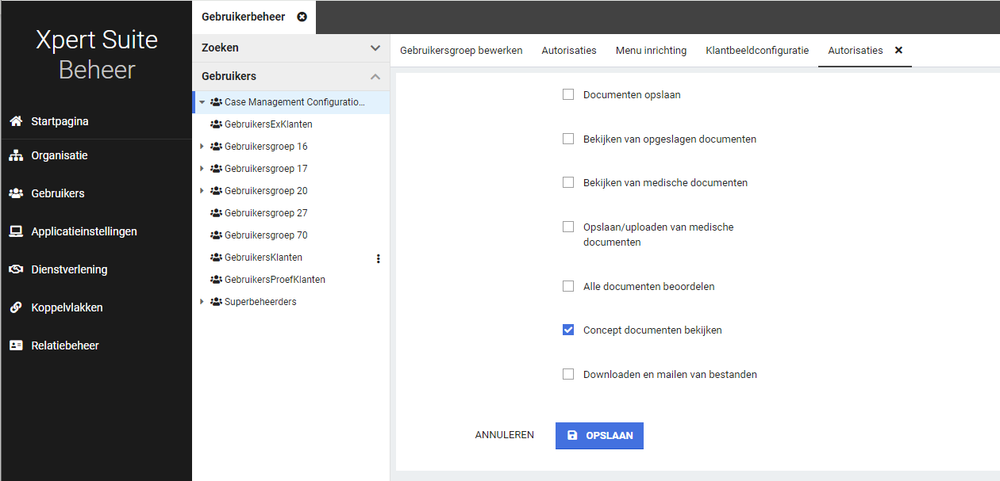 Xpert Suite
Beheer
Startpagina
Organisatie
Gebruikers
Applicatieinstellingen
Dienstverlening
Koppelvlakken
Relatiebeheer
Gebruikerbeheer
Zoeken
Gebruikers
Case Management Configuratio...
GebruikersExKlanten
Gebruikersgroep 16
Gebruikersgroep 17
Gebruikersgroep 20
Gebruikersgroep 27
Gebruikersgroep 70
GebruikersKlanten
GebruikersProefKlanten
Superbeheerders
Gebruikersgroep bewerken Autorisaties Menu inrichting Klantbeeldconfiguratie Autorisaties
Documenten opslaan
Bekijken van opgeslagen documenten
Bekijken van medische documenten
Opslaan/uploaden van medische
documenten
Alle documenten beoordelen
Concept documenten bekijken
Downloaden en mailen van bestanden
ANNULEREN OPSLAAN